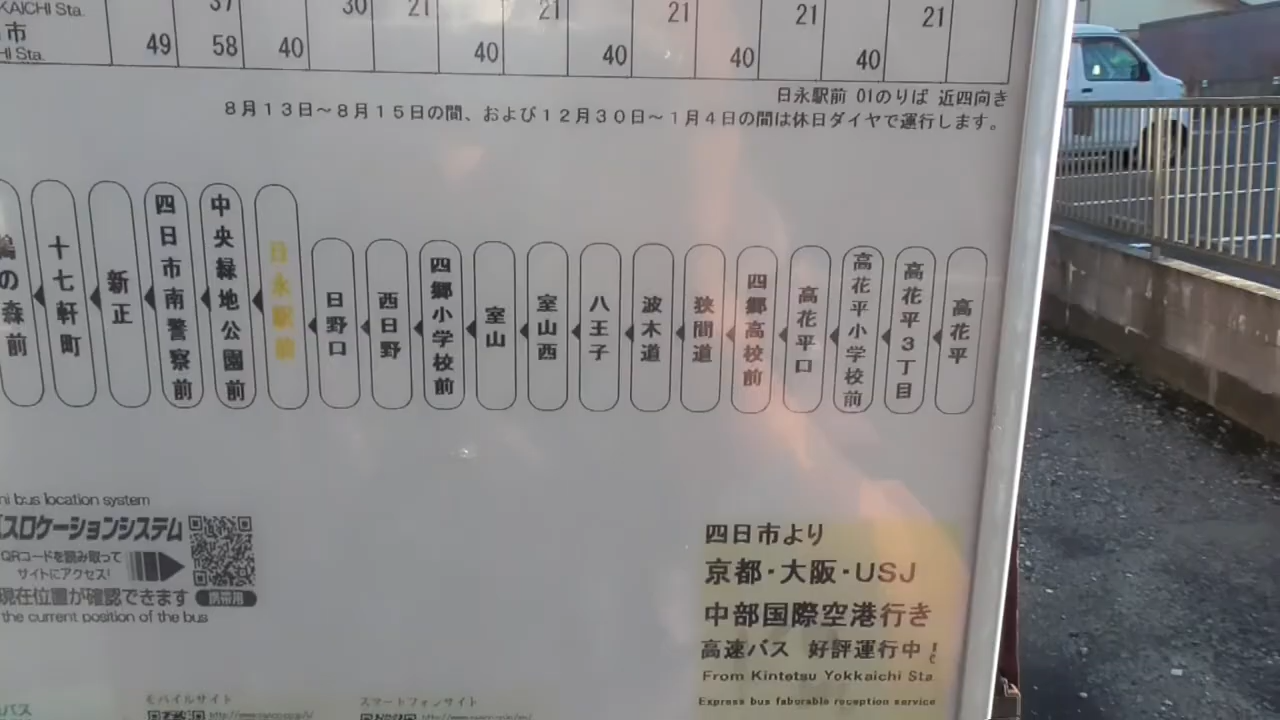 KAICHI Sta.
37 30 21 21 21 21 21
市
HI Sta.
49 58 40 40 40 40 40
日永駅前 01のりば 近四向き
8月13日～8月15日の間、および12月30日～1月4日の間は休日ダイヤで運行します。
の森前
十七軒町
新正
四日市南警察前
中央緑地公園前
日永駅前
日野口
西日野
四郷小学校前
室山
室山西
八王子
波木道
狭間道
四郷高校前
高花平口
高花平小学校前
高花平3丁目
高花平
ni bus location system
バスロケーションシステム
QRコードを読み取って
サイトにアクセス!
現在位置が確認できます
携帯用
the current position of the bus
四日市より
京都・大阪・USJ
中部国際空港行き
高速バス 好評運行中!
From Kintetsu Yokkaichi Sta
Express bus faborable reception service
バス
モバイルサイト
スマートフォンサイト